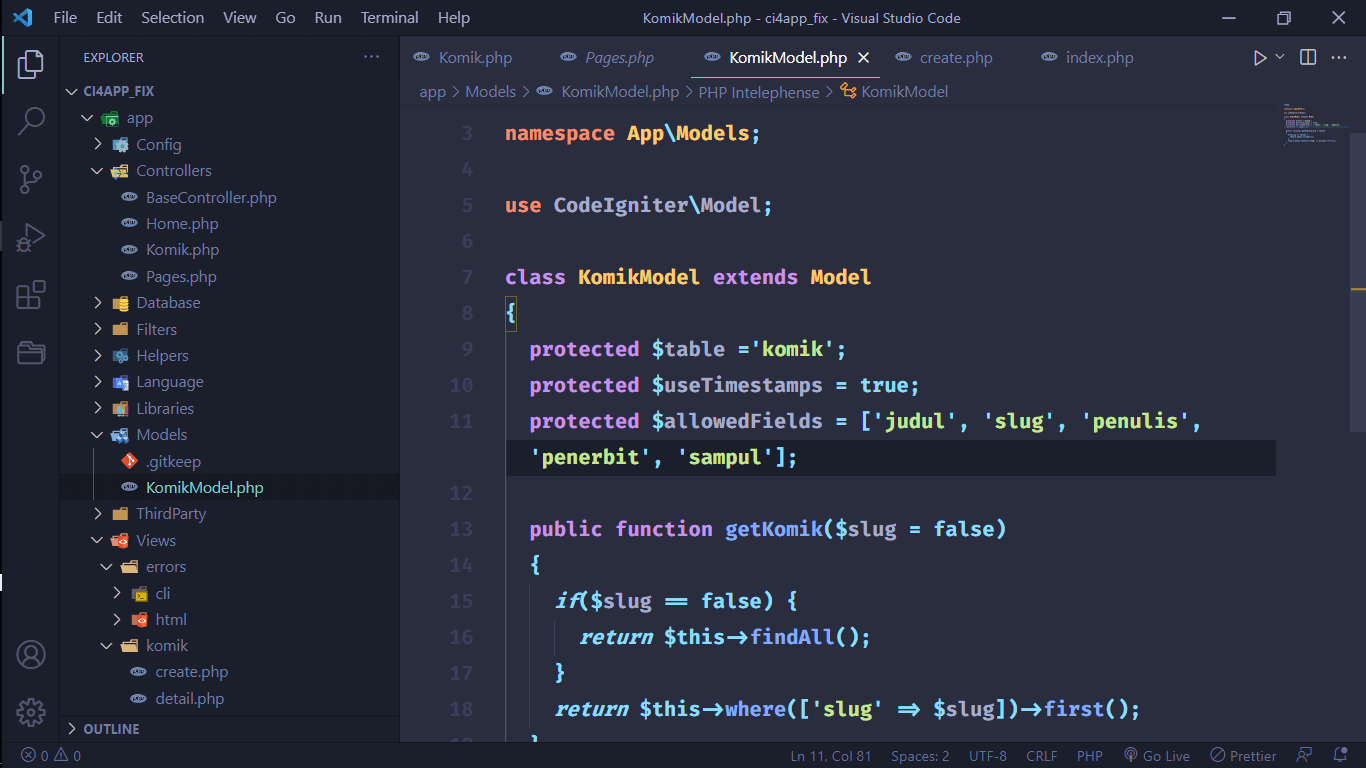 File Edit Selection View Go Run Terminal Help KomikModel.php - ci4app_fix - Visual Studio Code
EXPLORER
CI4APP_FIX
app
Config
Controllers
BaseController.php
Home.php
Komik.php
Pages.php
Database
Filters
Helpers
Language
Libraries
Models
.gitkeep
KomikModel.php
ThirdParty
Views
errors
cli
html
komik
create.php
detail.php
OUTLINE
Komik.php Pages.php KomikModel.php create.php index.php
app > Models > KomikModel.php > PHP Intelephense > KomikModel
3 namespace App\Models;
4
5 use CodeIgniter\Model;
6
7 class KomikModel extends Model
8 {
9 protected $table ='komik';
10 protected $useTimestamps = true;
11 protected $allowedFields = ['judul', 'slug', 'penulis',
'penerbit', 'sampul'];
12
13 public function getKomik($slug = false)
14 {
15 if($slug == false) {
16 return $this->findAll();
17 }
18 return $this->where(['slug' => $slug])->first();
0 0 Ln 11, Col 81 Spaces: 2 UTF-8 CRLF PHP Go Live Prettier